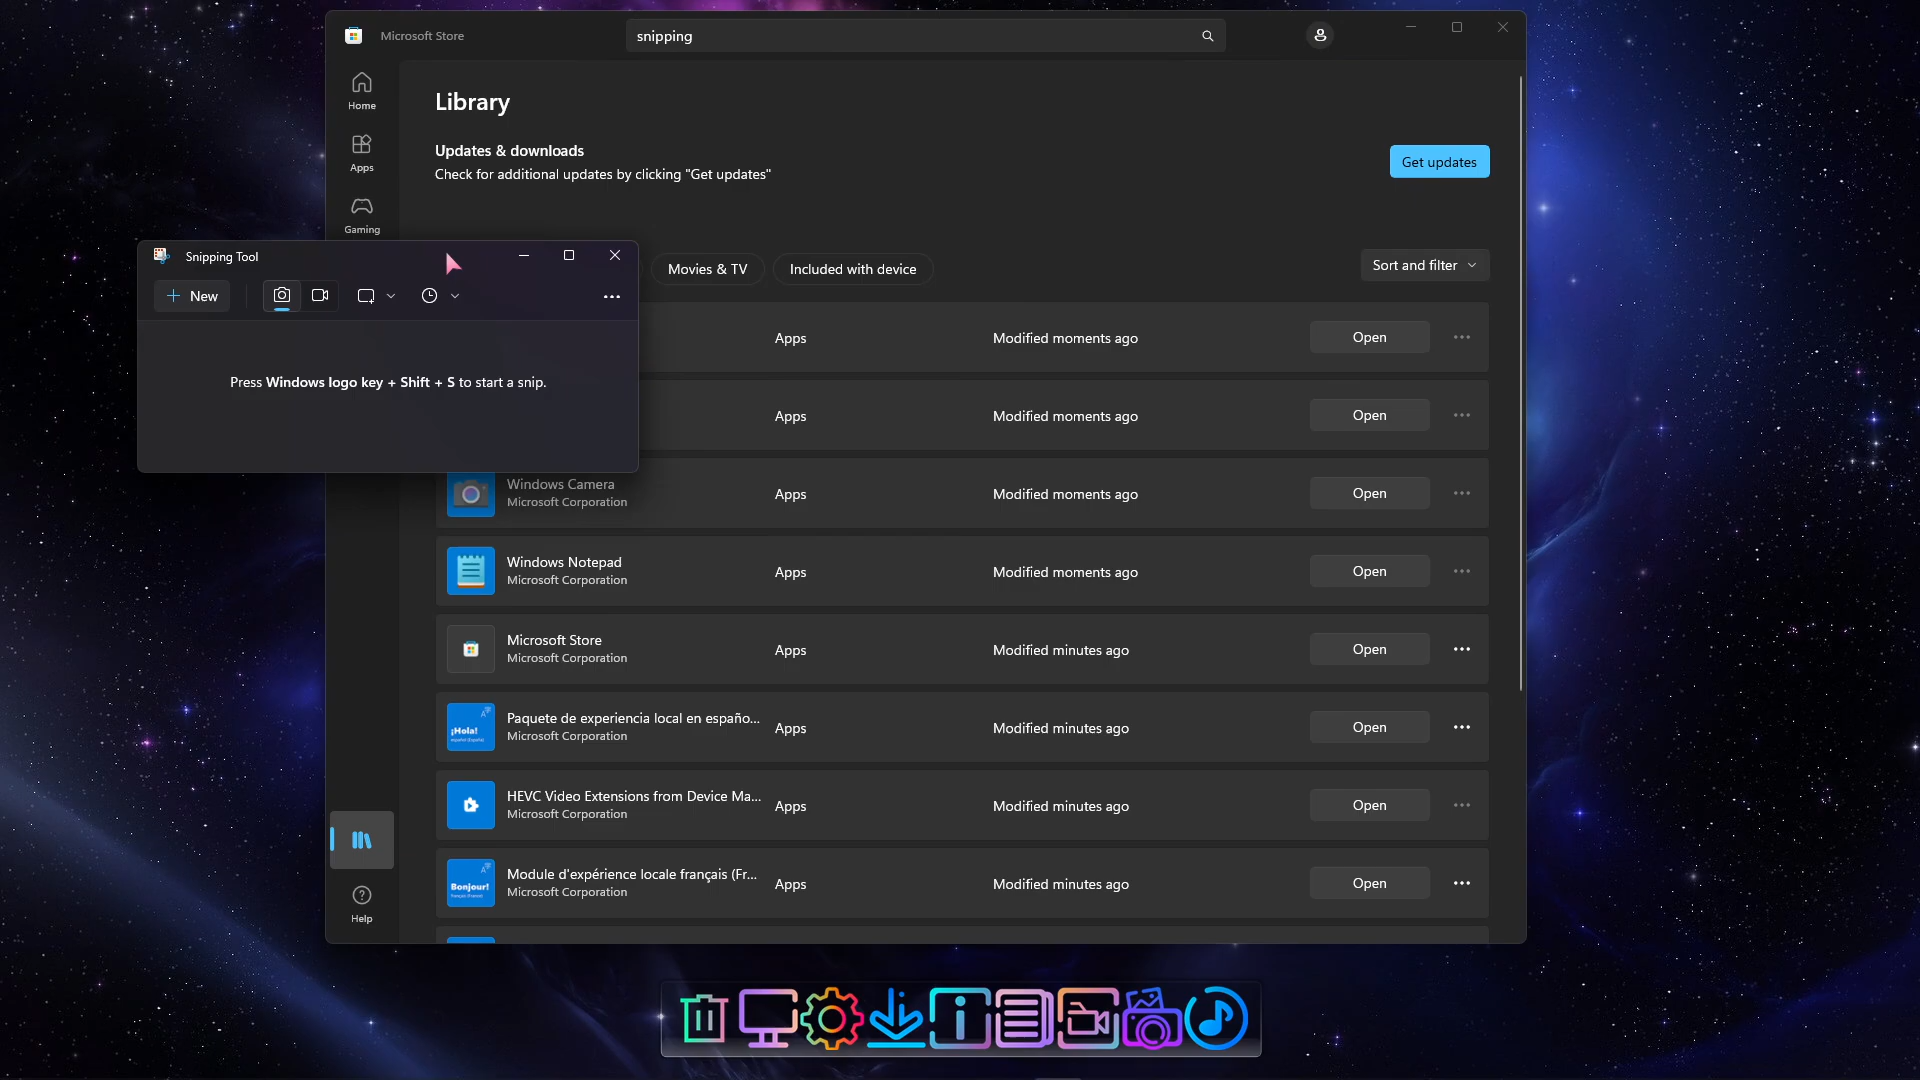 Microsoft Store
snipping
Home
Apps
Gaming
Library
Updates & downloads
Check for additional updates by clicking "Get updates"
Get updates
Movies & TV
Included with device
Sort and filter
Snipping Tool
New
Press Windows logo key + Shift + S to start a snip.
Apps
Modified moments ago
Open
Apps
Modified moments ago
Open
Windows Camera
Microsoft Corporation
Apps
Modified moments ago
Open
Windows Notepad
Microsoft Corporation
Apps
Modified moments ago
Open
Microsoft Store
Microsoft Corporation
Apps
Modified minutes ago
Open
¡Hola!
Paquete de experiencia local en españo...
Microsoft Corporation
Apps
Modified minutes ago
Open
HEVC Video Extensions from Device Ma...
Microsoft Corporation
Apps
Modified minutes ago
Open
Bonjour!
Module d'expérience locale français (Fr...
Microsoft Corporation
Apps
Modified minutes ago
Open
Help